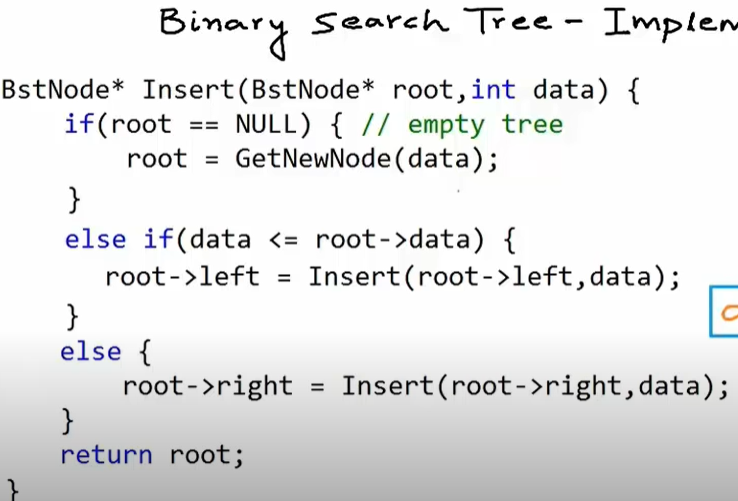 Binary Search Tree - Implem
BstNode* Insert(BstNode* root,int data) {
if(root == NULL) { // empty tree
root = GetNewNode(data);
}
else if(data <= root->data) {
root->left = Insert(root->left,data);
}
else {
root->right = Insert(root->right,data);
}
return root;
}